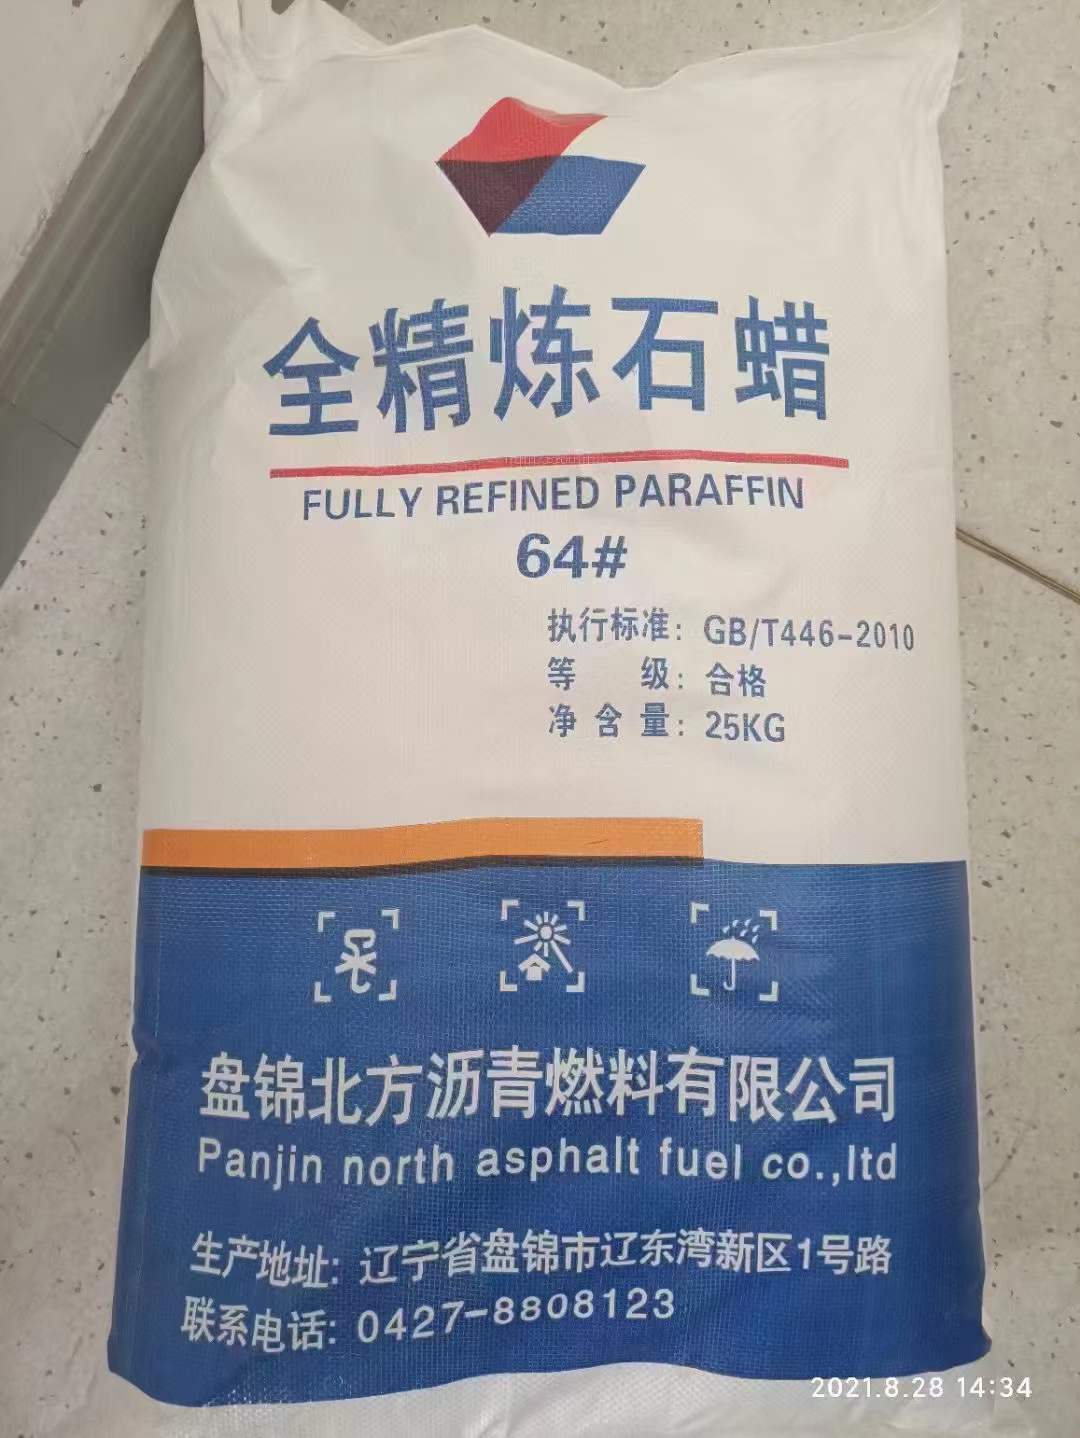 全精炼石蜡
FULLY REFINED PARAFFIN
64#
执行标准: GB/T446-2010
等 级: 合格
净含量: 25KG
盘锦北方沥青燃料有限公司
Panjin north asphalt fuel co.,ltd
生产地址: 辽宁省盘锦市辽东湾新区1号路
联系电话: 0427-8808123
2021.8.28 14:34